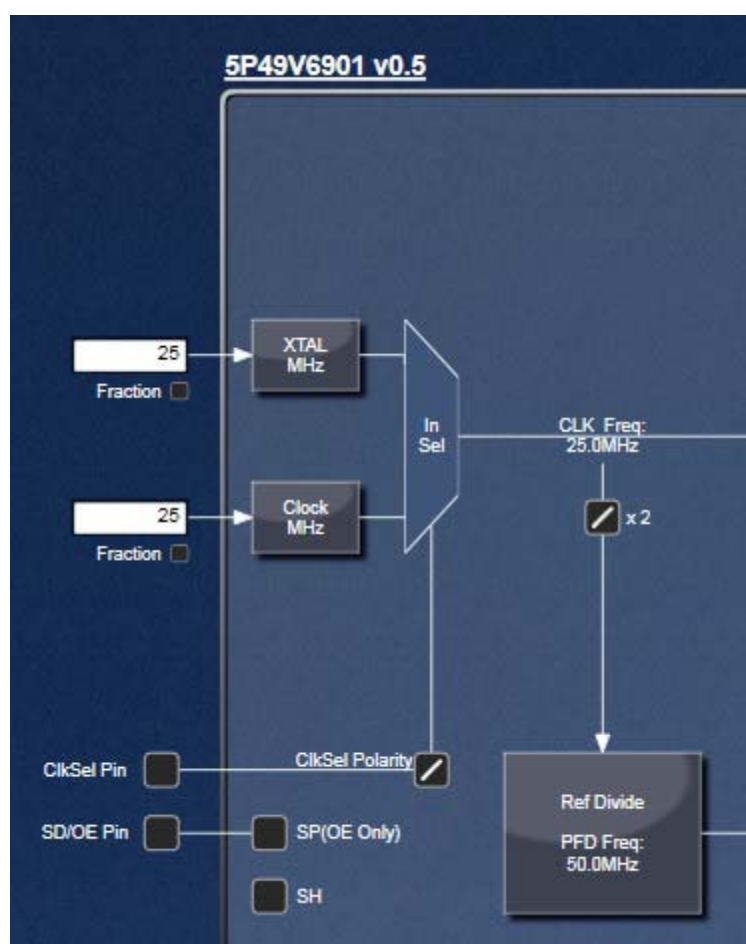 5P49V6901 v0.5
25
XTAL
MHz
Fraction
In
Sel
CLK Freq:
25.0MHz
25
Clock
MHz
x 2
Fraction
ClkSel Pin
ClkSel Polarity
Ref Divide
PFD Freq:
50.0MHz
SD/OE Pin
SP(OE Only)
SH